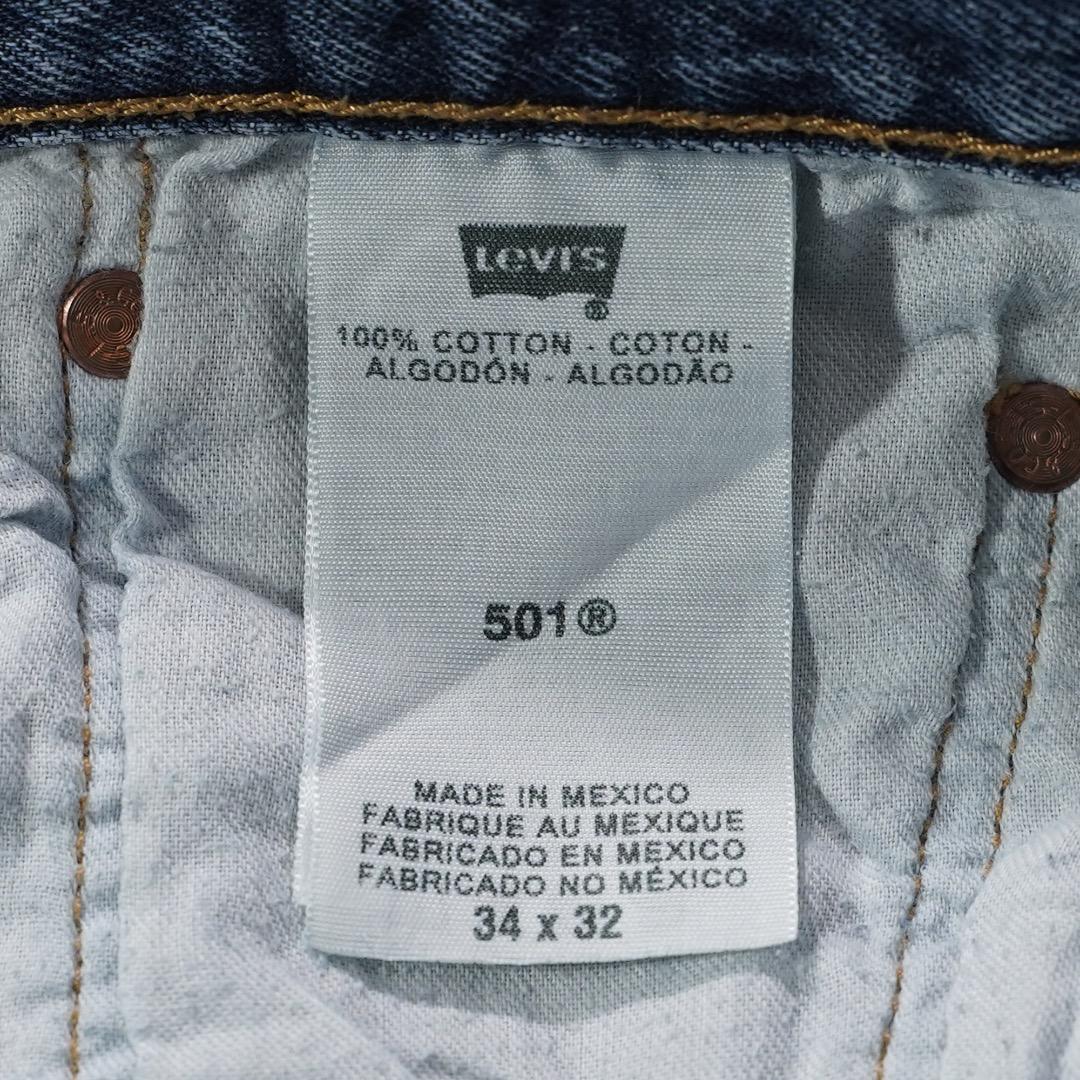 LEVI'S
®
100% COTTON - COTON -
ALGODÓN - ALGODÃO
501®
MADE IN MEXICO
FABRIQUE AU MEXIQUE
FABRICADO EN MEXICO
FABRICADO NO MÉXICO
34 x 32